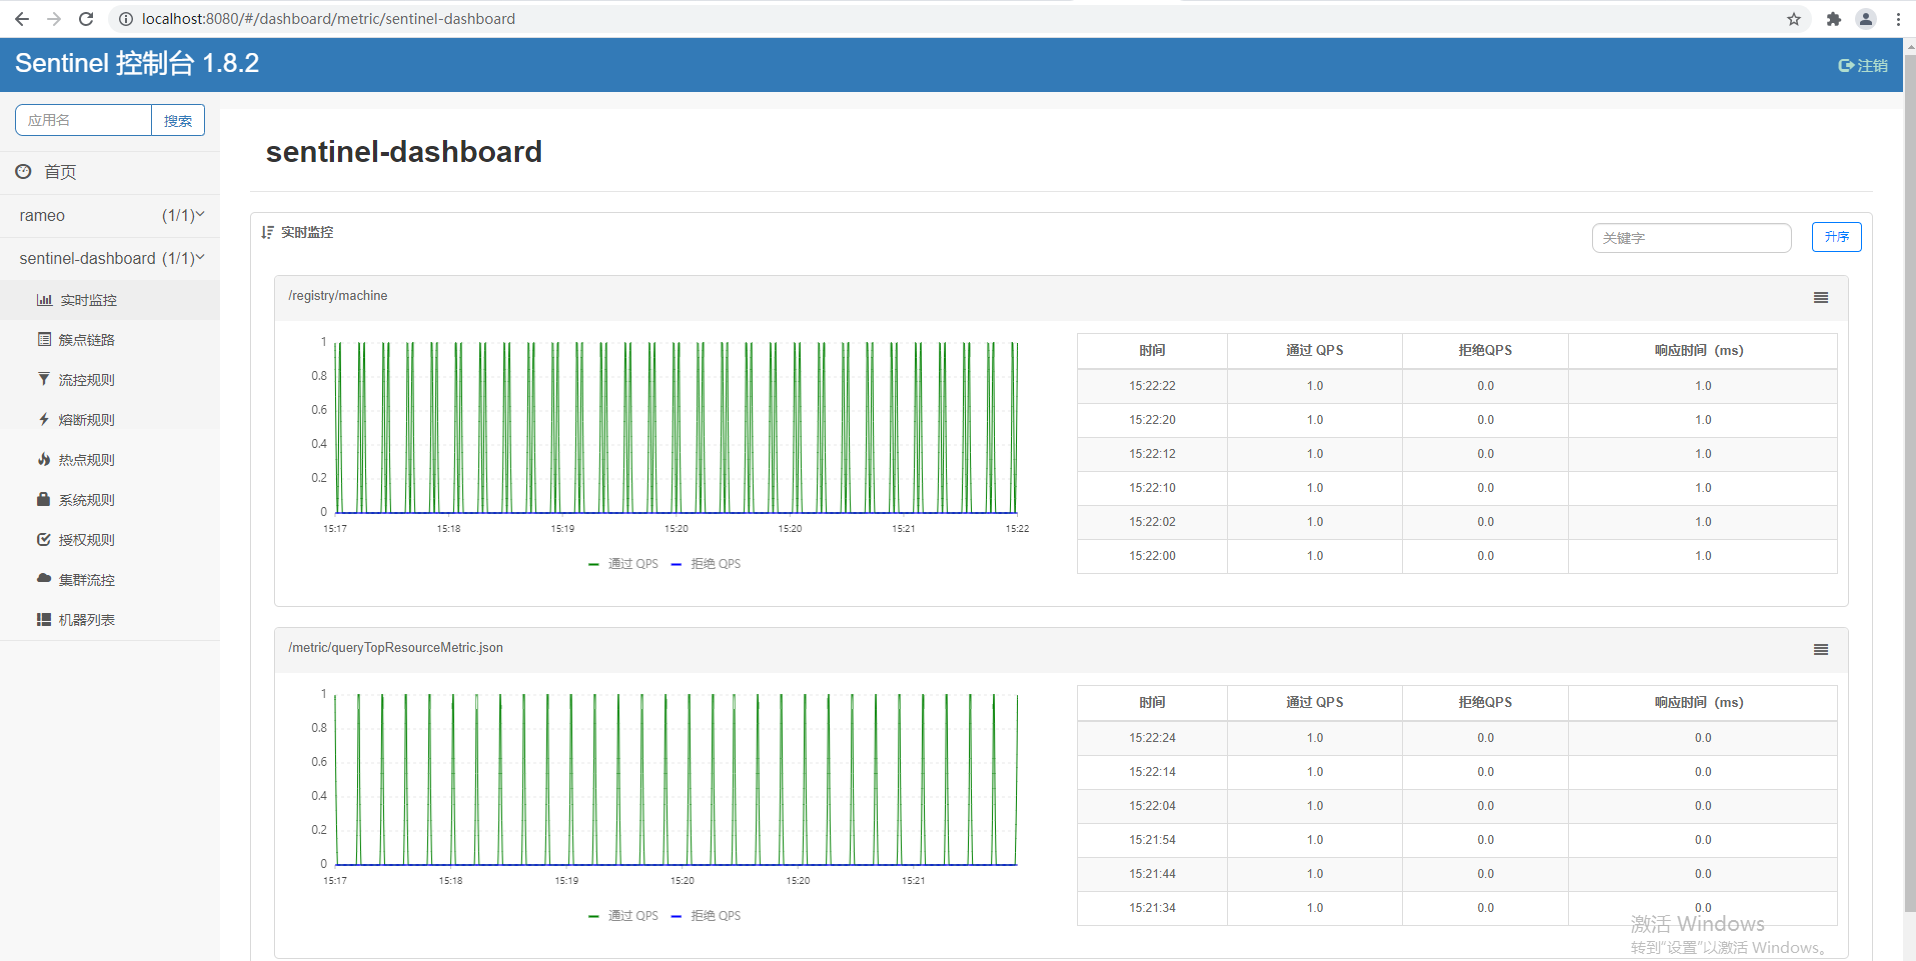 localhost:8080/#/dashboard/metric/sentinel-dashboard
Sentinel 控制台 1.8.2
注销
应用名
搜索
首页
rameo (1/1)
sentinel-dashboard (1/1)
实时监控
簇点链路
流控规则
熔断规则
热点规则
系统规则
授权规则
集群流控
机器列表
sentinel-dashboard
实时监控
关键字
升序
/registry/machine
1
0.8
0.6
0.4
0.2
0
15:17 15:18 15:19 15:20 15:20 15:21 15:22
通过 QPS 拒绝 QPS
时间 通过 QPS 拒绝QPS 响应时间（ms）
15:22:22 1.0 0.0 1.0
15:22:20 1.0 0.0 1.0
15:22:12 1.0 0.0 1.0
15:22:10 1.0 0.0 1.0
15:22:02 1.0 0.0 1.0
15:22:00 1.0 0.0 1.0
/metric/queryTopResourceMetric.json
1
0.8
0.6
0.4
0.2
0
15:17 15:18 15:19 15:20 15:20 15:21
通过 QPS 拒绝 QPS
时间 通过 QPS 拒绝QPS 响应时间（ms）
15:22:24 1.0 0.0 0.0
15:22:14 1.0 0.0 0.0
15:22:04 1.0 0.0 0.0
15:21:54 1.0 0.0 0.0
15:21:44 1.0 0.0 0.0
15:21:34 1.0 0.0 0.0
激活 Windows
转到“设置”以激活 Windows。